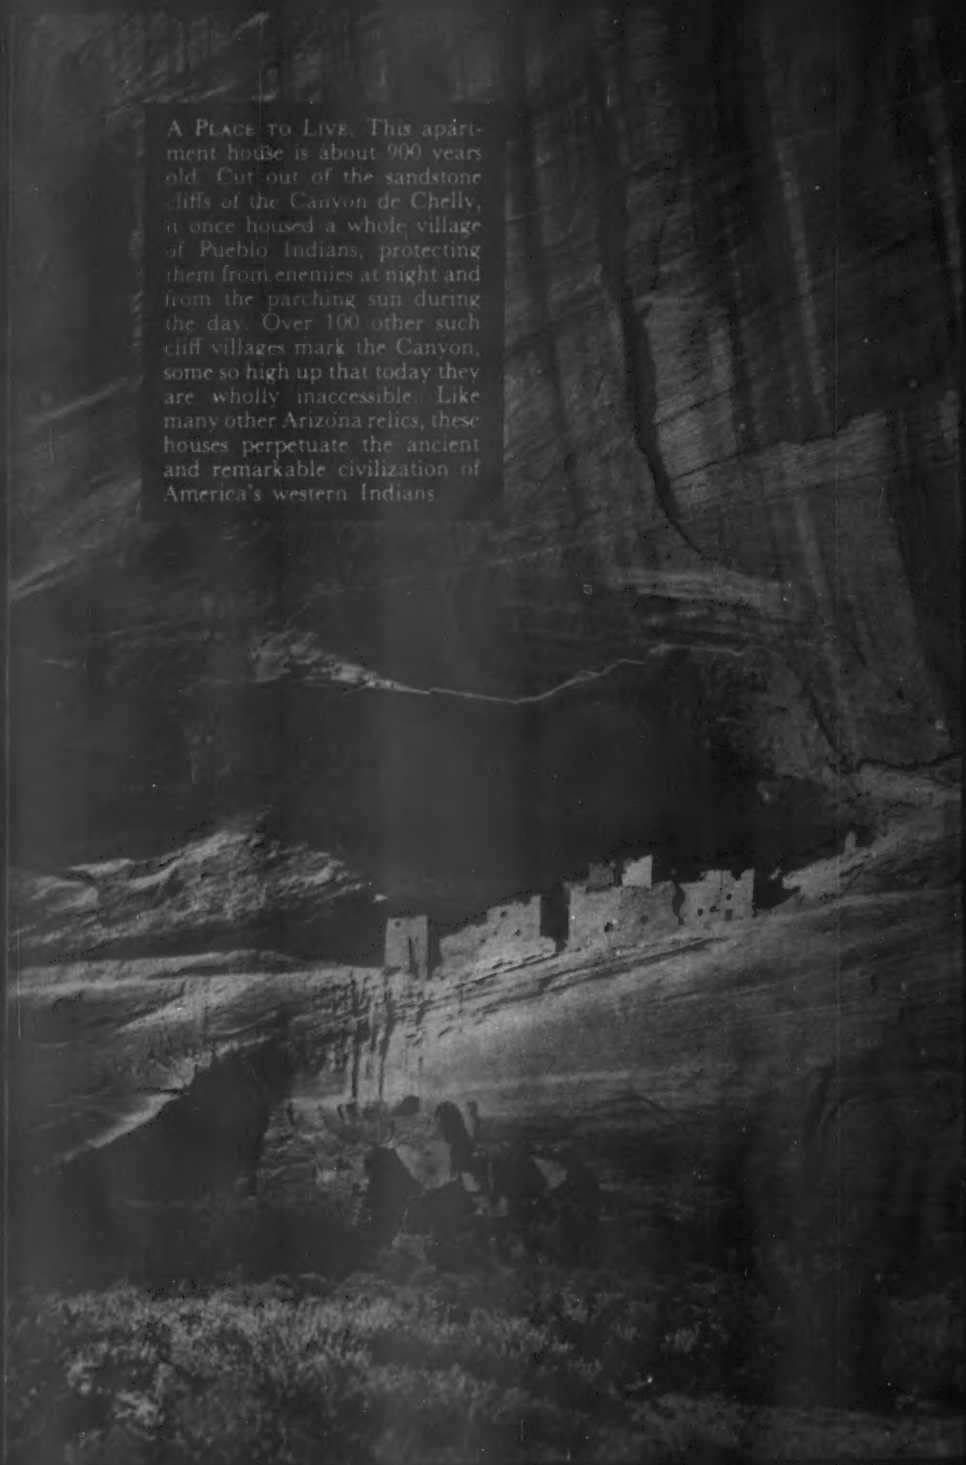 A PLACE TO LIVE. This apart-
ment house is about 900 years
old. Cut out of the sandstone
cliffs of the Canyon de Chelly,
it once housed a whole village
of Pueblo Indians, protecting
them from enemies at night and
from the parching sun during
the day. Over 100 other such
cliff villages mark the Canyon,
some so high up that today they
are wholly inaccessible. Like
many other Arizona relics, these
houses perpetuate the ancient
and remarkable civilization of
America's western Indians.